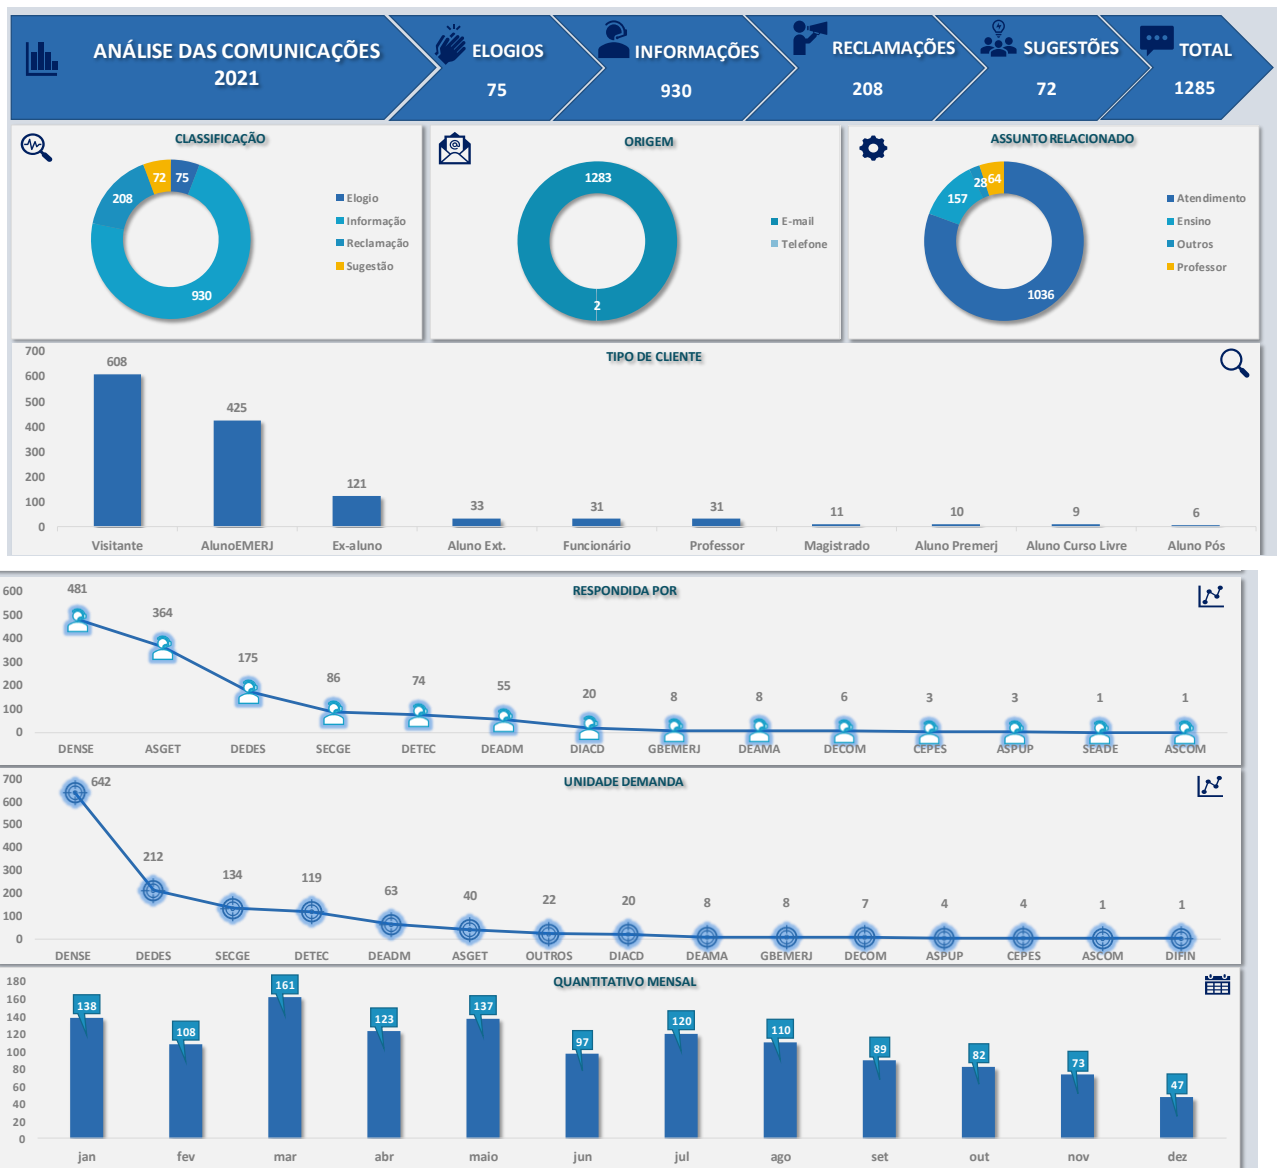 ANÁLISE DAS COMUNICAÇÕES
2021
ELOGIOS
75
INFORMAÇÕES
930
RECLAMAÇÕES
208
SUGESTÕES
72
TOTAL
1285
CLASSIFICAÇÃO
72 75
208
930
Elogio
Informação
Reclamação
Sugestão
ORIGEM
1283
2
E-mail
Telefone
ASSUNTO RELACIONADO
28 64
157
1036
Atendimento
Ensino
Outros
Professor
TIPO DE CLIENTE
700
600
500
400
300
200
100
0
608 425 121 33 31 31 11 10 9 6
Visitante AlunoEMERJ Ex-aluno Aluno Ext. Funcionário Professor Magistrado Aluno Premerj Aluno Curso Livre Aluno Pós
RESPONDIDA POR
600
500
400
300
200
100
0
481 364 175 86 74 55 20 8 8 6 3 3 1 1
DENSE ASGET DEDES SECGE DETEC DEADM DIACD GBEMERJ DEAMA DECOM CEPES ASPUP SEADE ASCOM
UNIDADE DEMANDA
700
600
500
400
300
200
100
0
642 212 134 119 63 40 22 20 8 8 7 4 4 1 1
DENSE DEDES SECGE DETEC DEADM ASGET OUTROS DIACD DEAMA GBEMERJ DECOM ASPUP CEPES ASCOM DIFIN
QUANTITATIVO MENSAL
180
160
140
120
100
80
60
40
20
0
138 108 161 123 137 97 120 110 89 82 73 47
jan fev mar abr maio jun jul ago set out nov dez